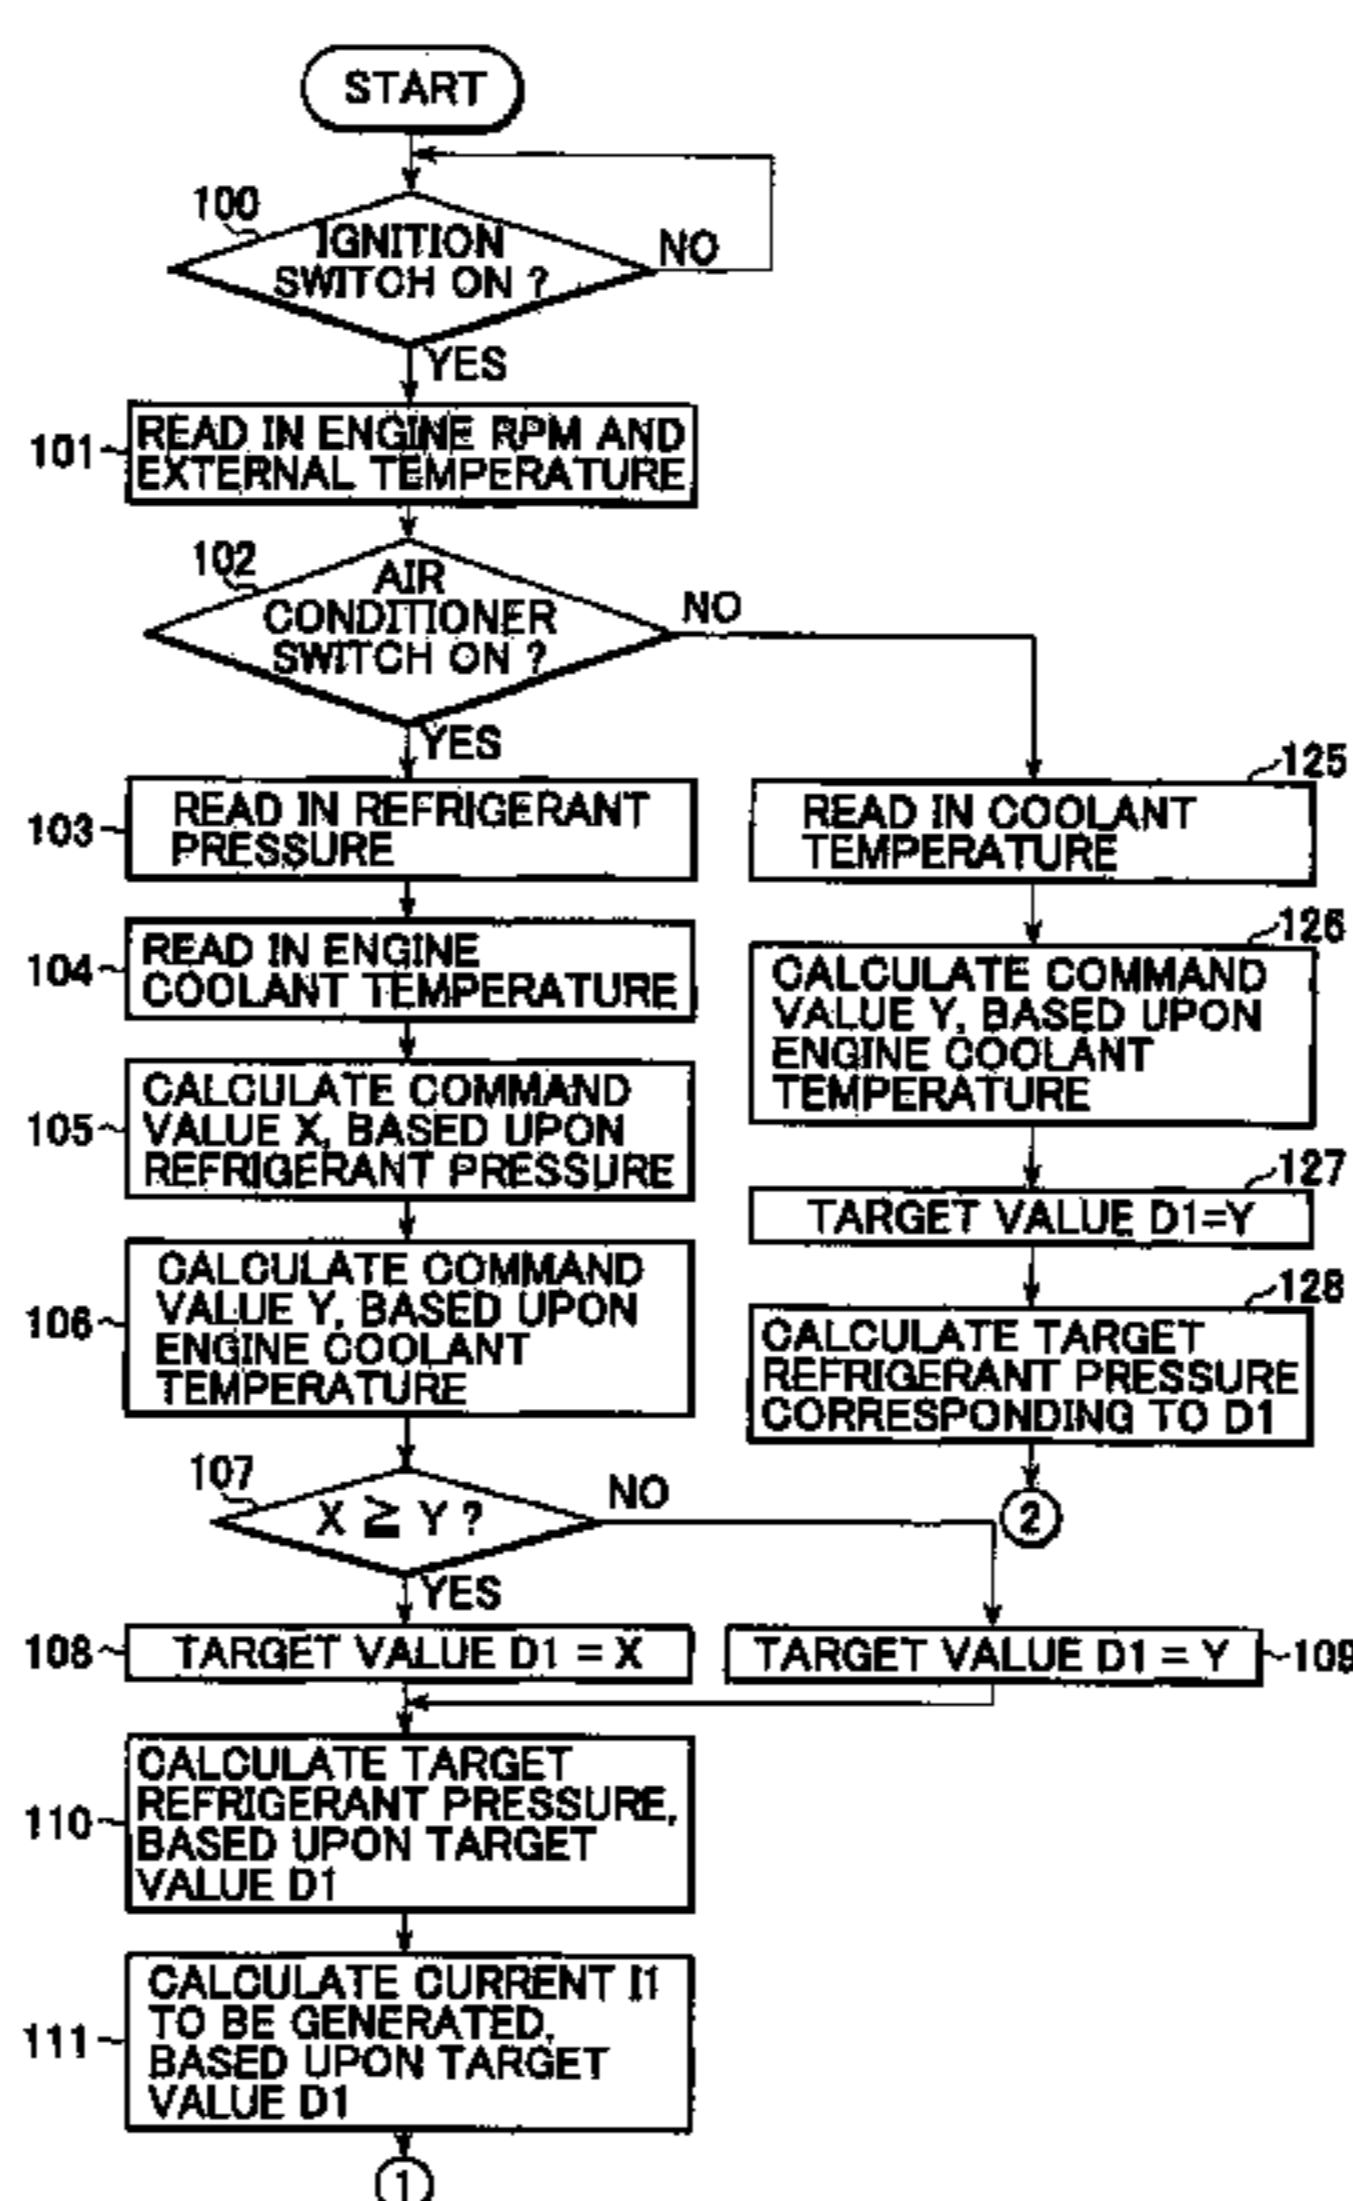 START
100
IGNITION
SWITCH ON ?
NO
YES
101
READ IN ENGINE RPM AND
EXTERNAL TEMPERATURE
102
AIR
CONDITIONER
SWITCH ON ?
NO
YES
103
READ IN REFRIGERANT
PRESSURE
104
READ IN ENGINE
COOLANT TEMPERATURE
105
CALCULATE COMMAND
VALUE X, BASED UPON
REFRIGERANT PRESSURE
106
CALCULATE COMMAND
VALUE Y, BASED UPON
ENGINE COOLANT
TEMPERATURE
125
READ IN COOLANT
TEMPERATURE
126
CALCULATE COMMAND
VALUE Y, BASED UPON
ENGINE COOLANT
TEMPERATURE
127
TARGET VALUE D1=Y
128
CALCULATE TARGET
REFRIGERANT PRESSURE
CORRESPONDING TO D1
2
107
X ≧ Y ?
NO
YES
108
TARGET VALUE D1 = X
TARGET VALUE D1 = Y
109
110
CALCULATE TARGET
REFRIGERANT PRESSURE,
BASED UPON TARGET
VALUE D1
111
CALCULATE CURRENT I1
TO BE GENERATED,
BASED UPON TARGET
VALUE D1
1